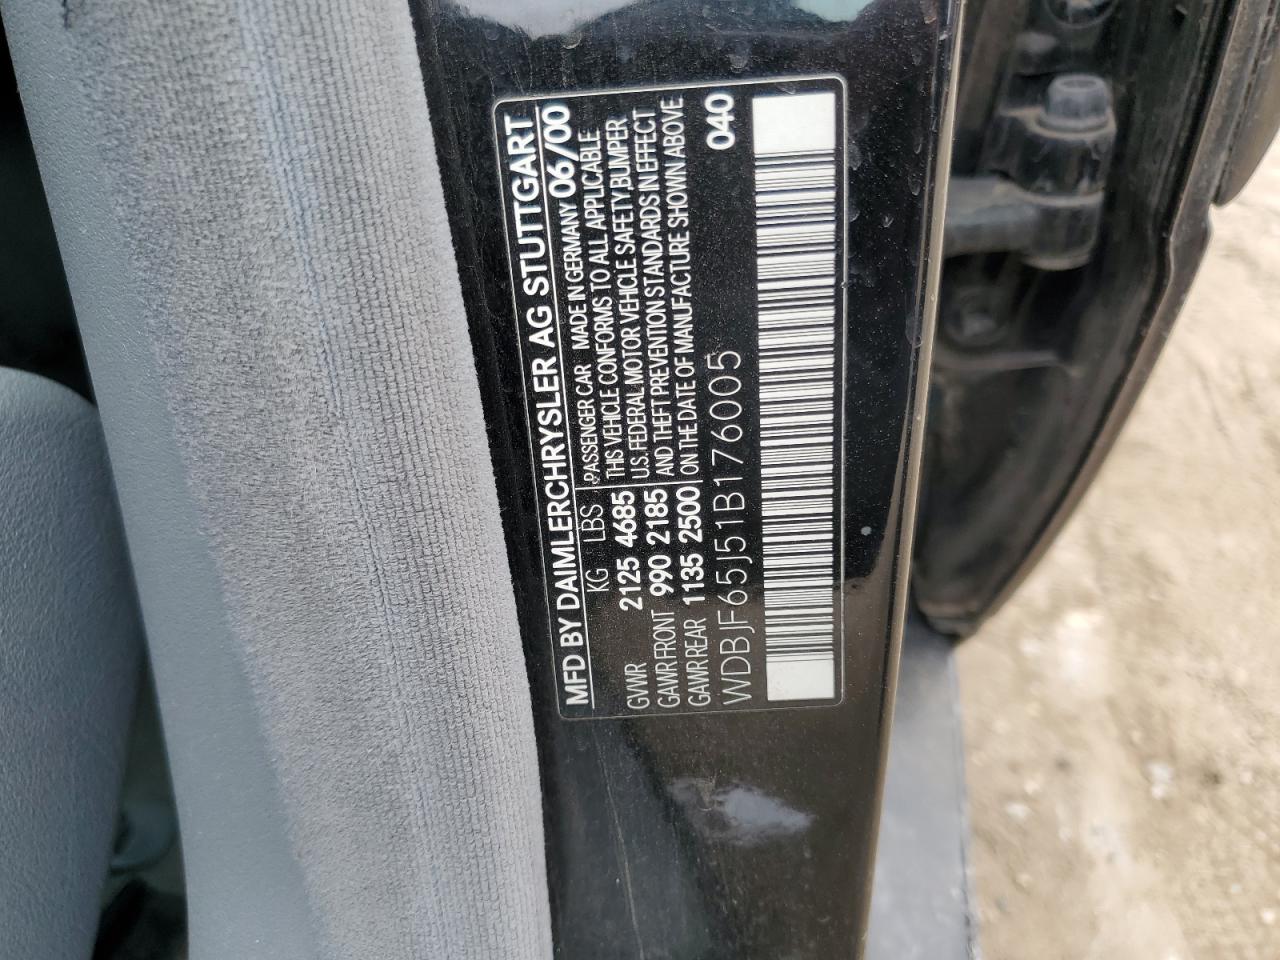 MFD BY DAIMLERCHRYSLER AG STUTTGART
KG LBS PASSENGER CAR MADE IN GERMANY 06/00
GVWR 2125 4685 THIS VEHICLE CONFORMS TO ALL APPLICABLE
U.S. FEDERAL MOTOR VEHICLE SAFETY, BUMPER
GAWR FRONT 990 2185 AND THEFT PREVENTION STANDARDS IN EFFECT
GAWR REAR 1135 2500 ON THE DATE OF MANUFACTURE SHOWN ABOVE
WDBJF65J51B176005 040